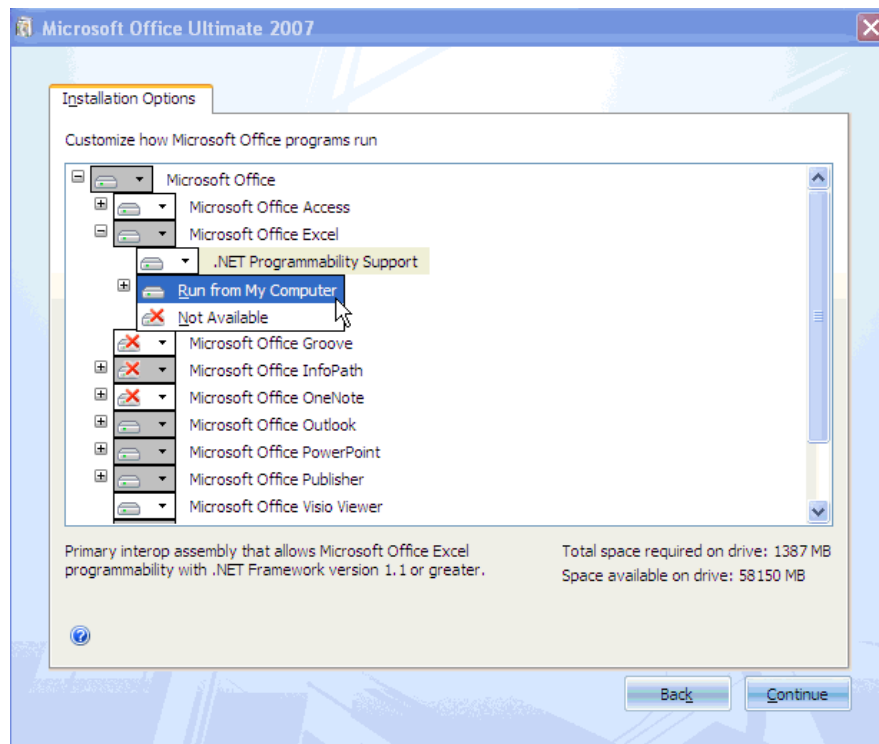 Microsoft Office Ultimate 2007
Installation Options
Customize how Microsoft Office programs run
Microsoft Office
Microsoft Office Access
Microsoft Office Excel
.NET Programmability Support
Run from My Computer
Not Available
Microsoft Office Groove
Microsoft Office InfoPath
Microsoft Office OneNote
Microsoft Office Outlook
Microsoft Office PowerPoint
Microsoft Office Publisher
Microsoft Office Visio Viewer
Primary interop assembly that allows Microsoft Office Excel
programmability with .NET Framework version 1.1 or greater.
Total space required on drive: 1387 MB
Space available on drive: 58150 MB
Back
Continue